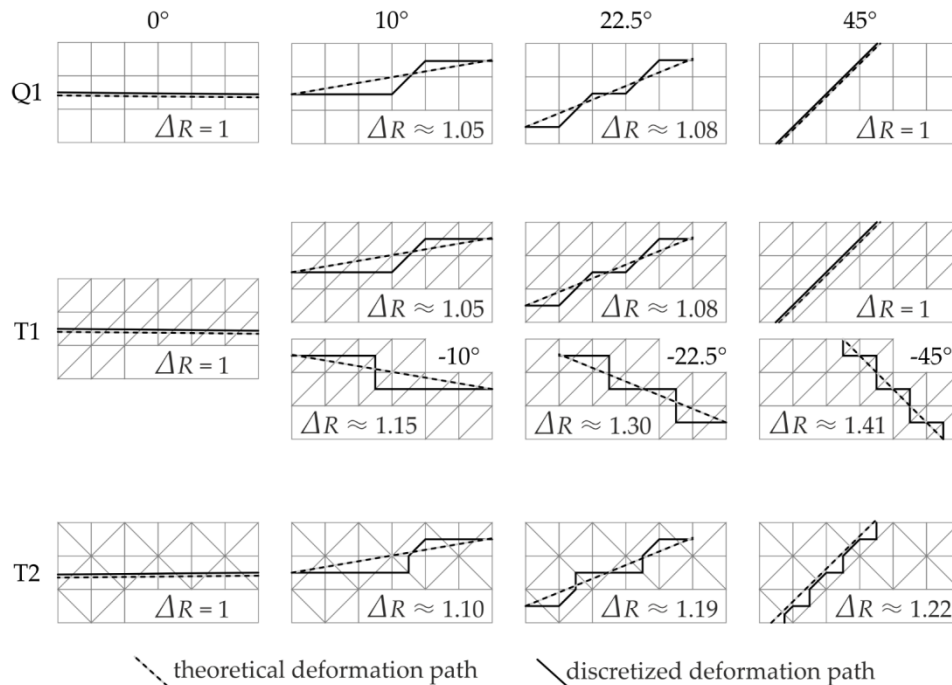 0° 10° 22.5° 45°
Q1
ΔR = 1 ΔR ≈ 1.05 ΔR ≈ 1.08 ΔR = 1
T1
ΔR ≈ 1.05 ΔR ≈ 1.08 ΔR = 1
ΔR = 1
-10° -22.5° -45°
ΔR ≈ 1.15 ΔR ≈ 1.30 ΔR ≈ 1.41
T2
ΔR = 1 ΔR ≈ 1.10 ΔR ≈ 1.19 ΔR ≈ 1.22
theoretical deformation path discretized deformation path